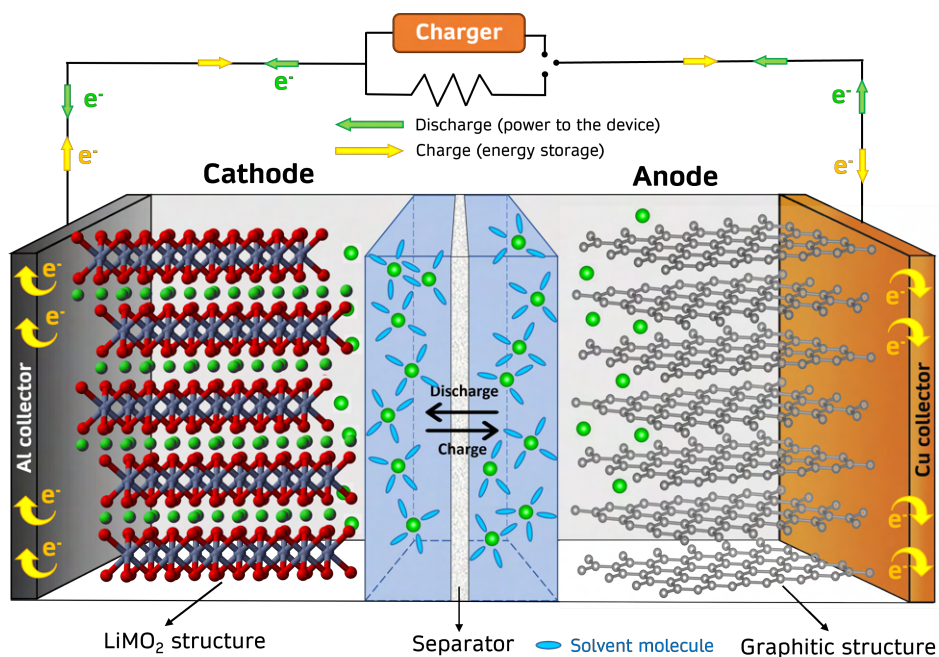 Charger
e⁻
e⁻
e⁻
e⁻
e⁻
e⁻
Discharge (power to the device)
Charge (energy storage)
Cathode
Anode
e⁻
e⁻
e⁻
e⁻
Al collector
Discharge
Charge
e⁻
e⁻
e⁻
e⁻
Cu collector
LiMO₂ structure
Separator
Solvent molecule
Graphitic structure